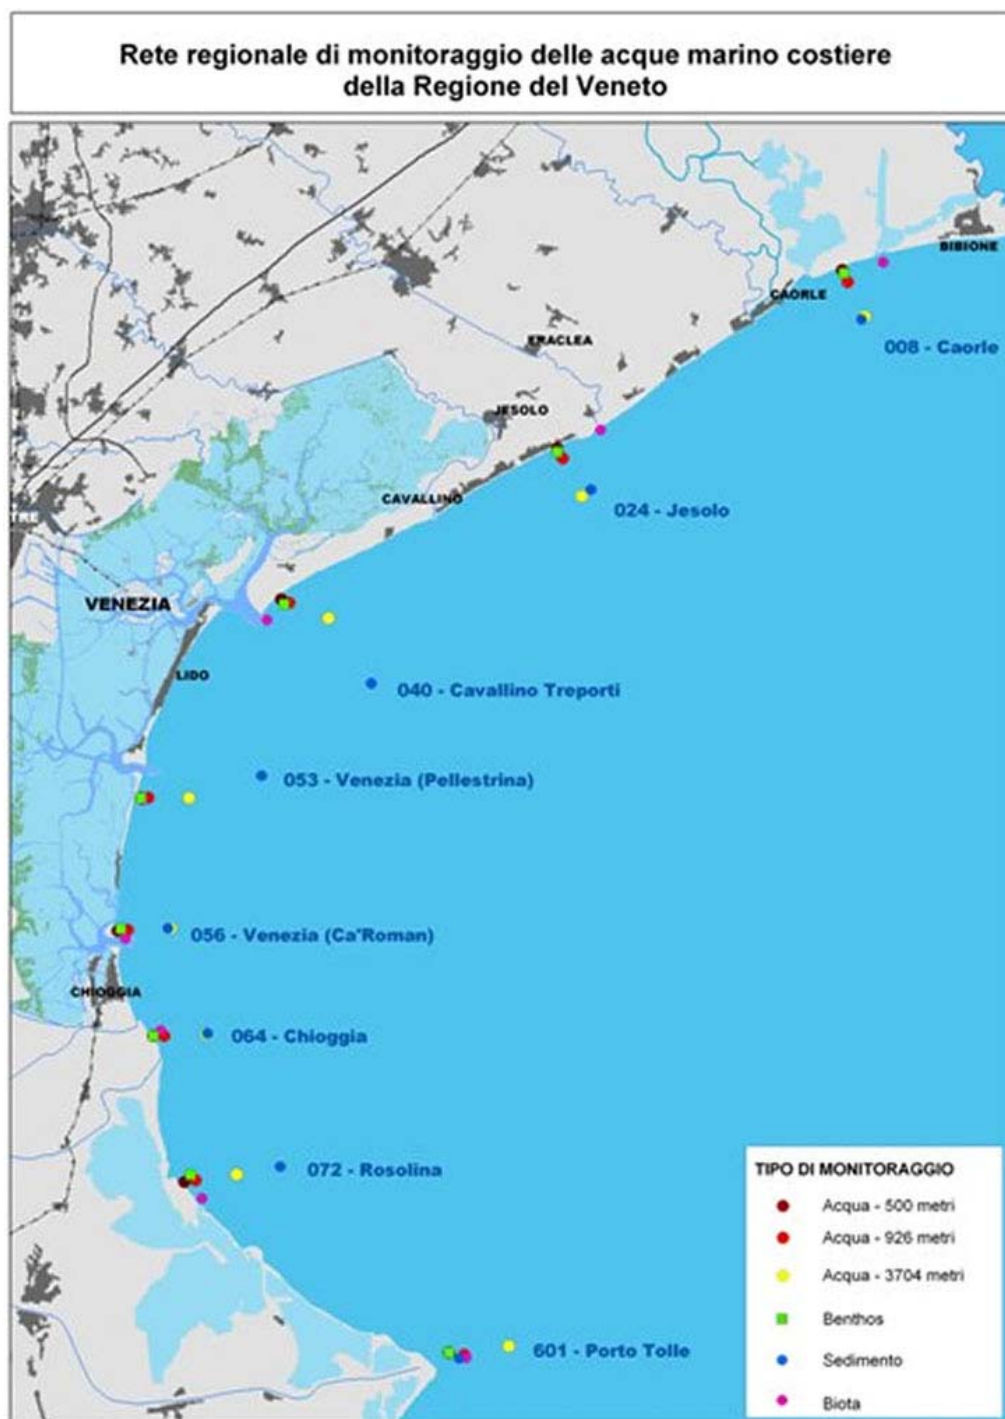 Rete regionale di monitoraggio delle acque marino costiere
della Regione del Veneto
BIBIONE
CAORLE
008 - Caorle
ERACLEA
JESOLO
CAVALLINO
024 - Jesolo
VENEZIA
LIDO
040 - Cavallino Treporti
053 - Venezia (Pellestrina)
056 - Venezia (Ca'Roman)
CHIOGGIA
064 - Chioggia
072 - Rosolina
601 - Porto Tolle
TIPO DI MONITORAGGIO
Acqua - 500 metri
Acqua - 926 metri
Acqua - 3704 metri
Benthos
Sedimento
Biota